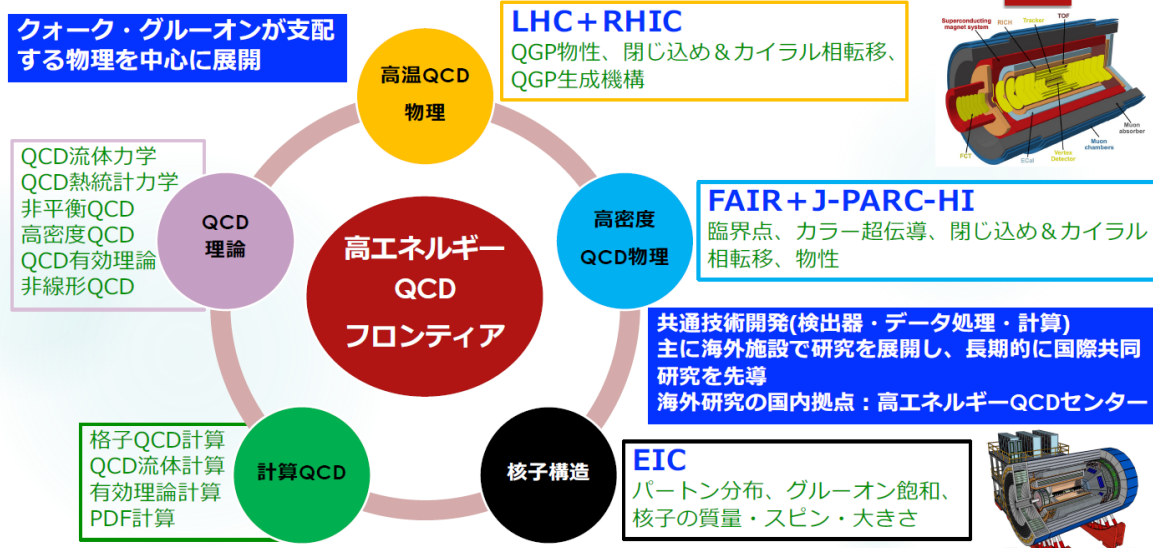 クォーク・グルーオンが支配
する物理を中心に展開
LHC+RHIC
QGP物性、閉じ込め＆カイラル相転移、
QGP生成機構
高温QCD
物理
Superconducting
magnet system
RICH
Tracker
TOF
Muon
absorber
Muon
chambers
Vertex
Detector
ECal
FCT
QCD流体力学
QCD熱統計力学
非平衡QCD
高密度QCD
QCD有効理論
非線形QCD
QCD
理論
高エネルギー
QCD
フロンティア
高密度
QCD物理
FAIR+J-PARC-HI
臨界点、カラー超伝導、閉じ込め＆カイラル
相転移、物性
共通技術開発(検出器・データ処理・計算)
主に海外施設で研究を展開し、長期的に国際共同
研究を先導
海外研究の国内拠点：高エネルギーQCDセンター
格子QCD計算
QCD流体計算
有効理論計算
PDF計算
計算QCD
核子構造
EIC
パートン分布、グルーオン飽和、
核子の質量・スピン・大きさ